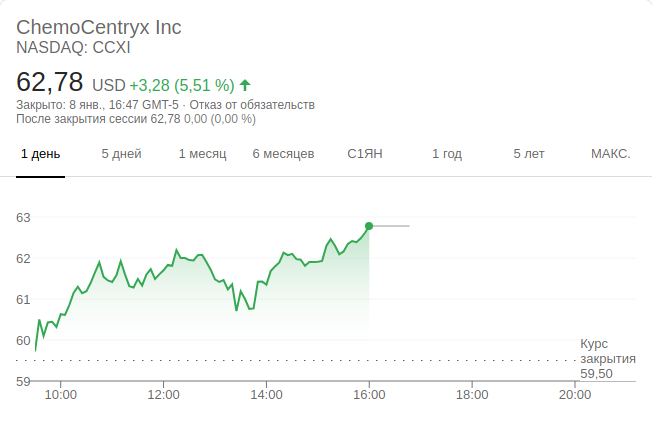 ChemoCentryx Inc
NASDAQ: CCXI
62,78 USD +3,28 (5,51 %)
Закрыто: 8 янв., 16:47 GMT-5 · Отказ от обязательств
После закрытия сессии 62,78 0,00 (0,00 %)
1 день 5 дней 1 месяц 6 месяцев С1ЯН 1 год 5 лет МАКС.
63
62
61
60
Курс
закрытия
59,50
59
10:00 12:00 14:00 16:00 18:00 20:00